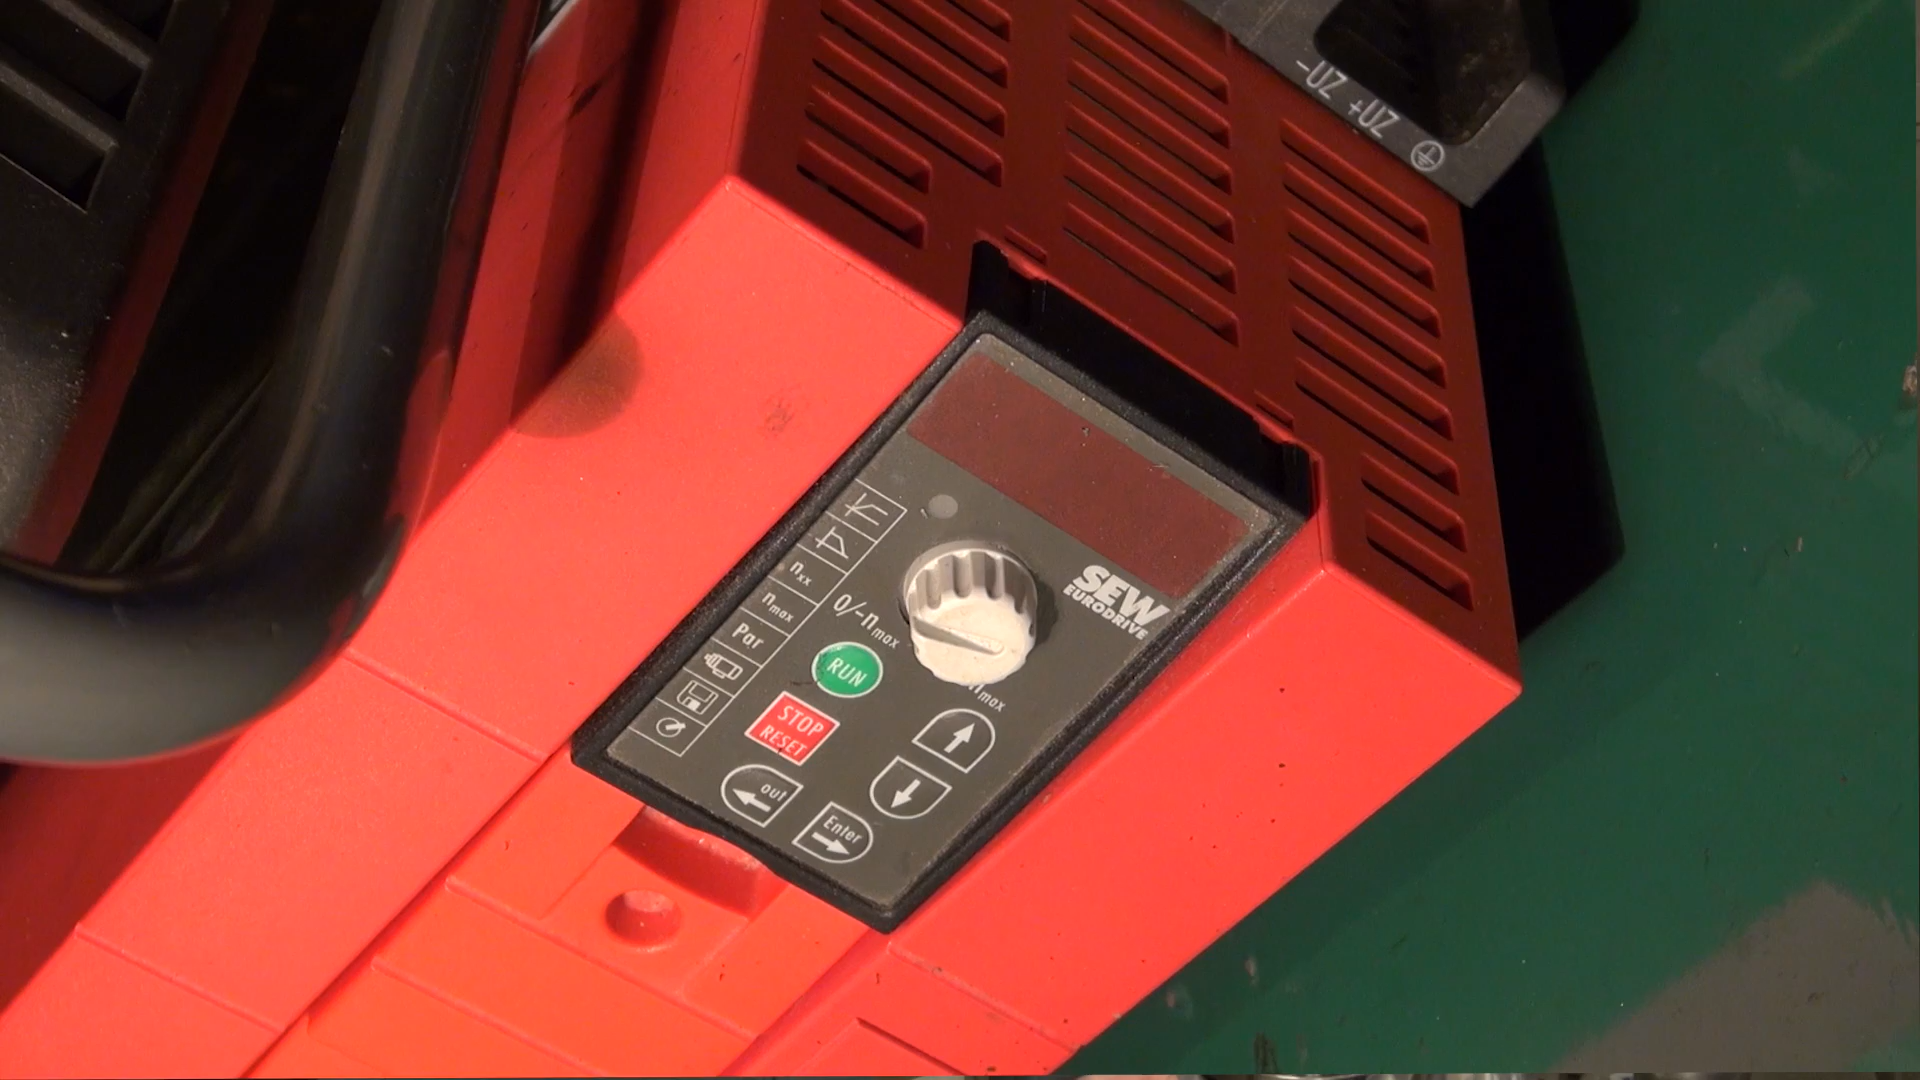 -UZ +UZ
SEW
EURODRIVE
nxx
nmax
Par
0/-nmax
nmax
RUN
STOP
RESET
out
Enter